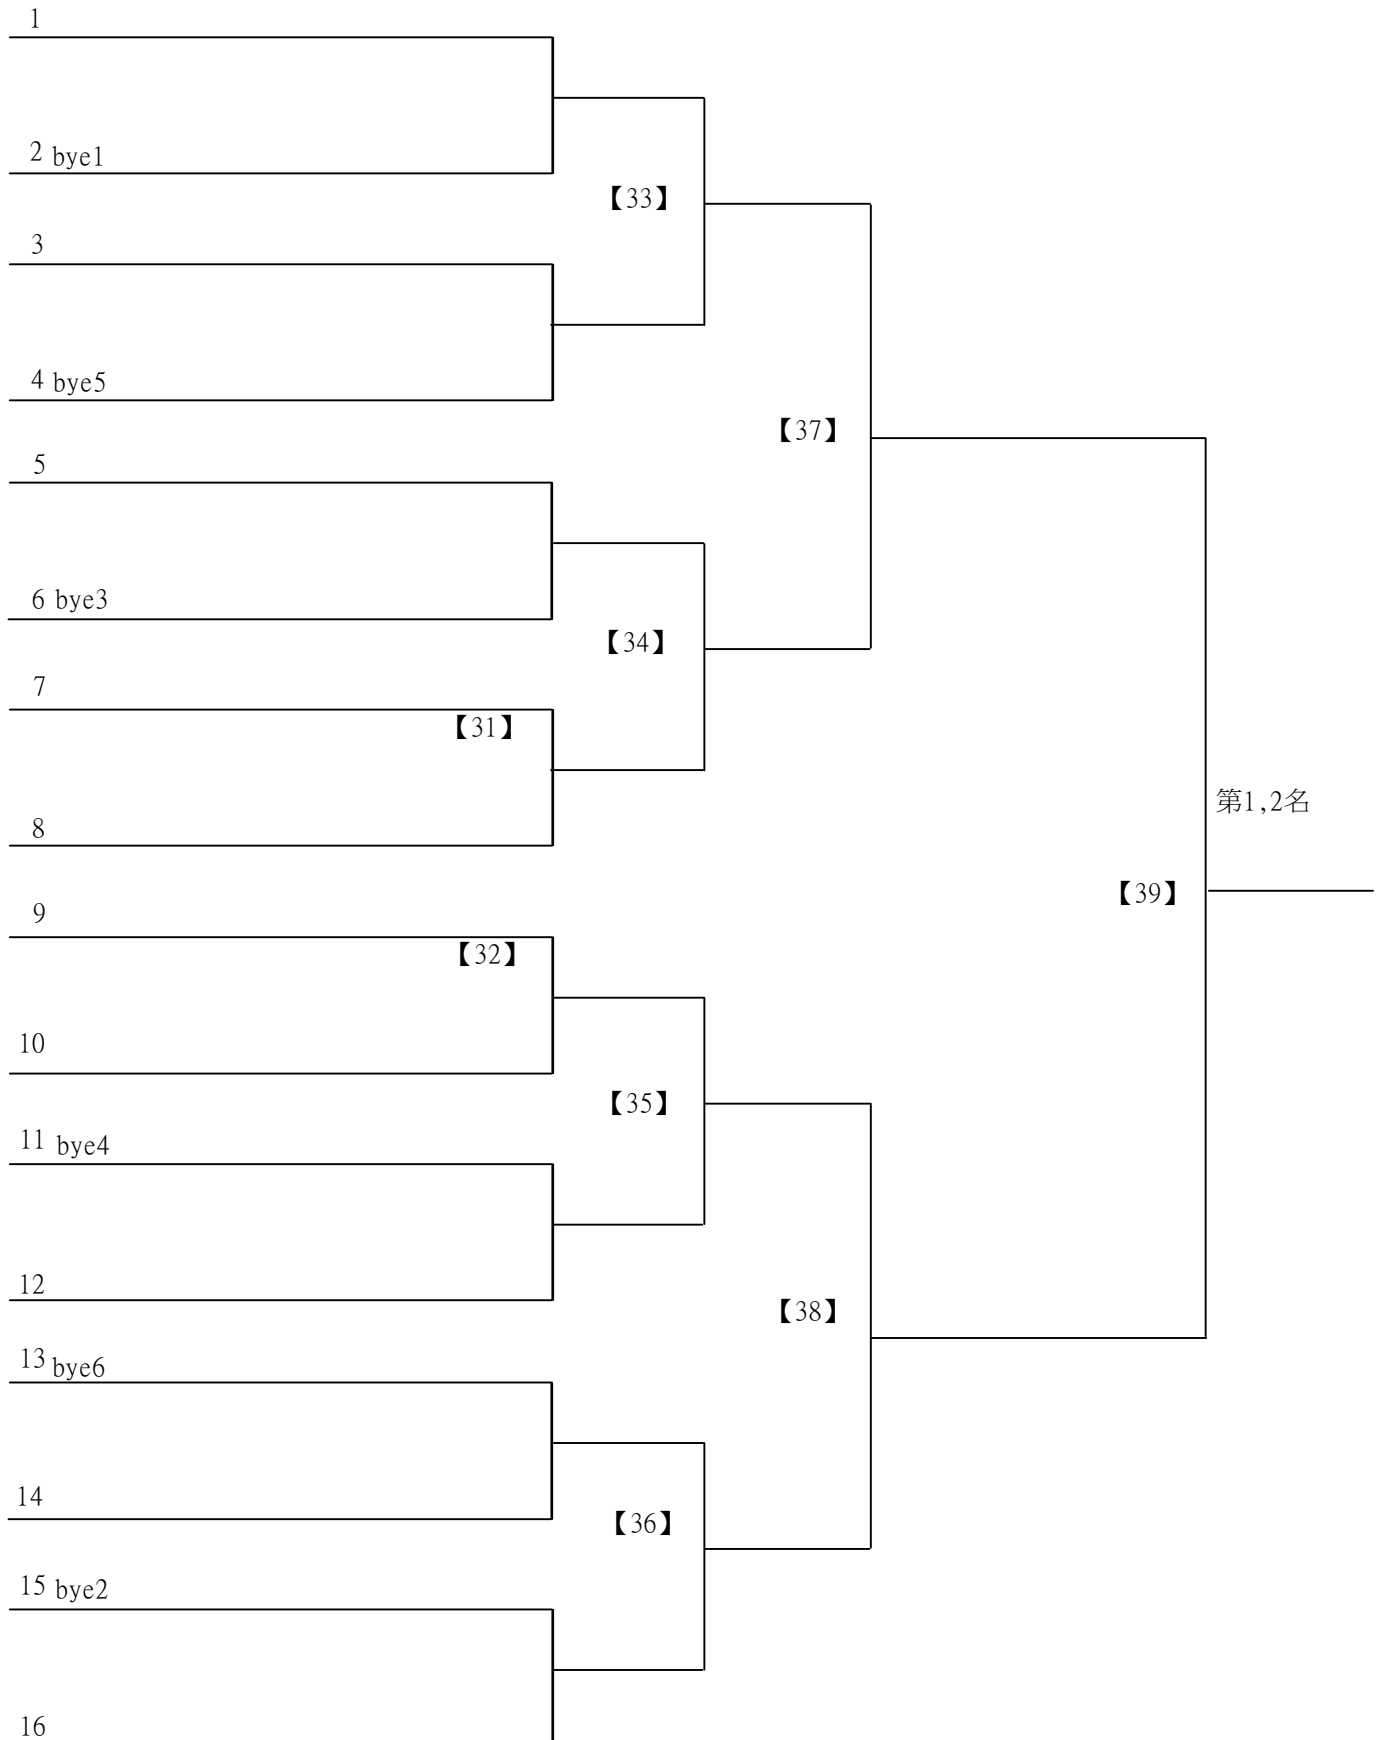 1
2 bye1
【33】
3
4 bye5
【37】
5
6 bye3
【34】
7
【31】
第1,2名
8
【39】
9
【32】
10
【35】
11 bye4
12
【38】
13 bye6
14
【36】
15 bye2
16